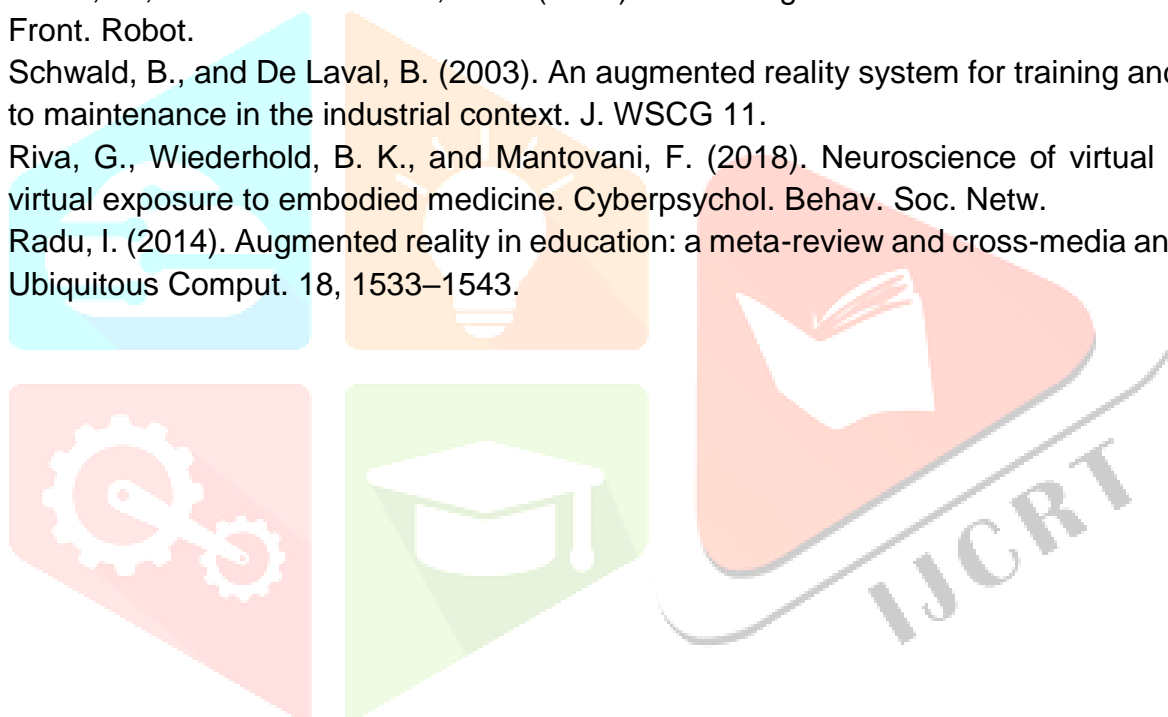 Front. Robot.
Schwald, B., and De Laval, B. (2003). An augmented reality system for training and
to maintenance in the industrial context. J. WSCG 11.
Riva, G., Wiederhold, B. K., and Mantovani, F. (2018). Neuroscience of virtual
virtual exposure to embodied medicine. Cyberpsychol. Behav. Soc. Netw.
Radu, I. (2014). Augmented reality in education: a meta-review and cross-media
Ubiquitous Comput. 18, 1533–1543.
IJCRT